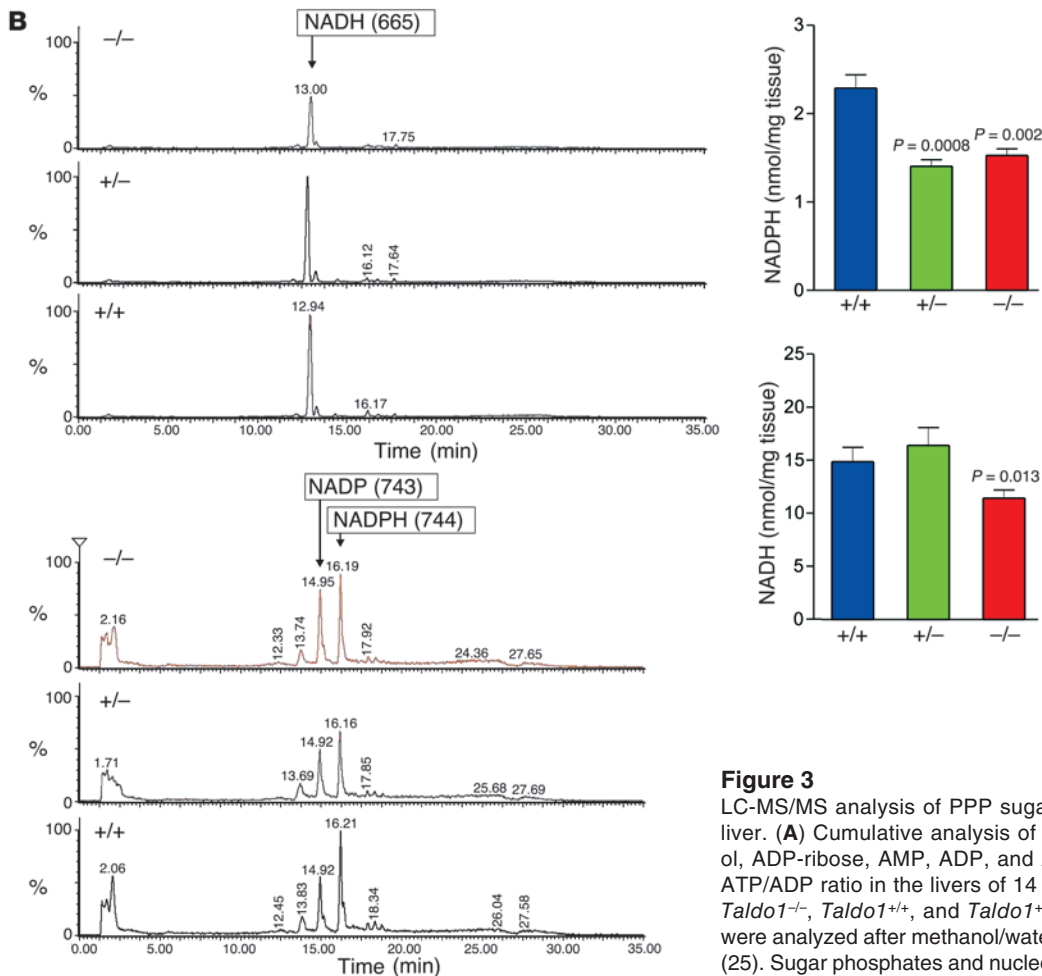 B
NADH (665)
–/–
100
13.00
%
17.75
0
+/–
100
%
16.12
17.64
0
+/+
12.94
100
%
16.17
0
0.00 5.00 10.00 15.00 20.00 25.00 30.00 35.00
Time (min)
NADP (743)
NADPH (744)
–/–
100
16.19
14.95
%
2.16
12.33
13.74
17.92
24.36
27.65
0
+/–
100
16.16
14.92
%
1.71
13.69
17.85
25.68
27.69
0
+/+
100
16.21
14.92
%
2.06
12.45
13.83
18.34
26.04
27.58
0
0.00 5.00 10.00 15.00 20.00 25.00 30.00 35.00
Time (min)
NADPH (nmol/mg tissue)
3
2
1
0
P = 0.0008
P = 0.002
+/+ +/– –/–
NADH (nmol/mg tissue)
25
20
15
10
5
0
P = 0.013
+/+ +/– –/–
Figure 3
LC-MS/MS analysis of PPP suga
liver. (A) Cumulative analysis of
ol, ADP-ribose, AMP, ADP, and
ATP/ADP ratio in the livers of 14
Taldo1–/–, Taldo1+/+, and Taldo1+
were analyzed after methanol/wate
(25). Sugar phosphates and nucleo